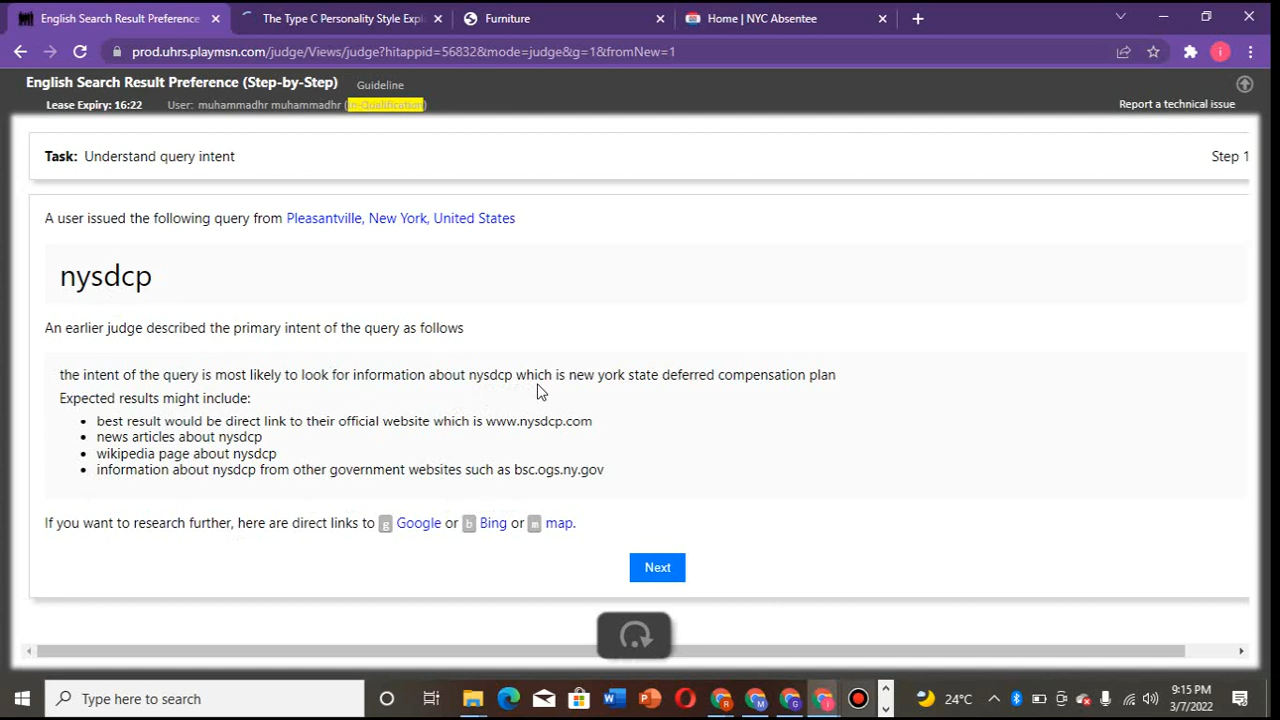 English Search Result Preference
The Type C Personality Style Expl
Furniture
Home | NYC Absentee
prod.uhrs.playmsn.com/judge/Views/judge?hitappid=56832&mode=judge&g=1&fromNew=1
English Search Result Preference (Step-by-Step) Guideline
Lease Expiry: 16:22 User: muhammadhr muhammadhr (In-Qualification)
Report a technical issue
Task: Understand query intent
Step 1
A user issued the following query from Pleasantville, New York, United States
nysdcp
An earlier judge described the primary intent of the query as follows
the intent of the query is most likely to look for information about nysdcp which is new york state deferred compensation plan
Expected results might include:
• best result would be direct link to their official website which is www.nysdcp.com
• news articles about nysdcp
• wikipedia page about nysdcp
• information about nysdcp from other government websites such as bsc.ogs.ny.gov
If you want to research further, here are direct links to g Google or b Bing or m map.
Next
Type here to search
24°C
9:15 PM
3/7/2022